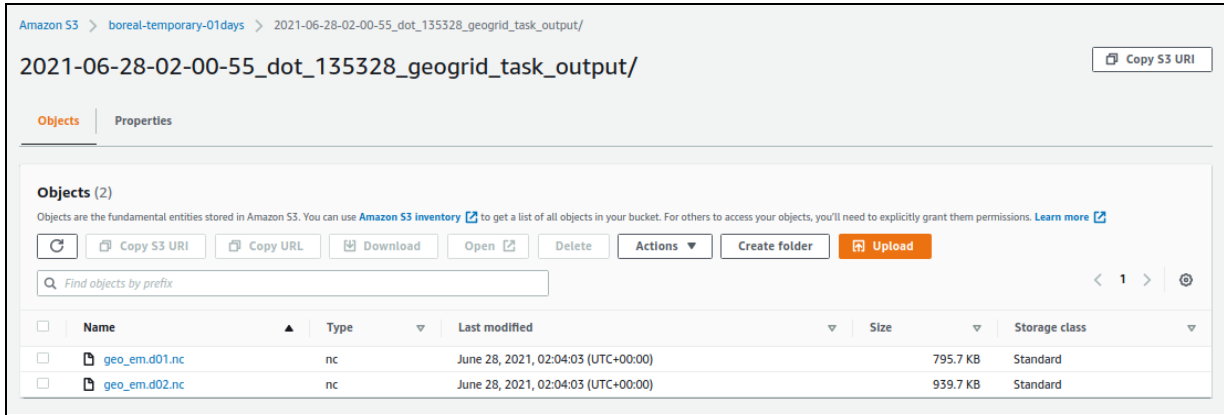 Amazon S3 > boreal-temporary-01days > 2021-06-28-02-00-55_dot_135328_geogrid_task_output/
2021-06-28-02-00-55_dot_135328_geogrid_task_output/ Copy S3 URI
Objects Properties
Objects (2)
Objects are the fundamental entities stored in Amazon S3. You can use Amazon S3 inventory to get a list of all objects in your bucket. For others to access your objects, you'll need to explicitly grant them permissions. Learn more
Copy S3 URI Copy URL Download Open Delete Actions Create folder Upload
Find objects by prefix < 1 >
Name Type Last modified Size Storage class
geo_em.d01.nc nc June 28, 2021, 02:04:03 (UTC+00:00) 795.7 KB Standard
geo_em.d02.nc nc June 28, 2021, 02:04:03 (UTC+00:00) 939.7 KB Standard